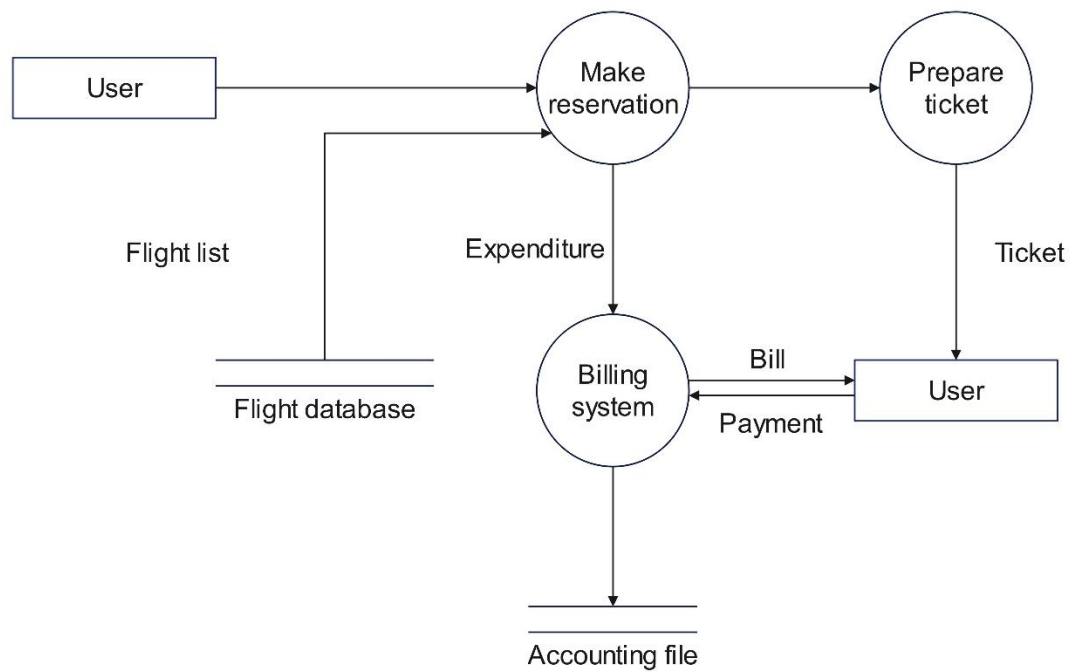 User
Make
reservation
Prepare
ticket
Flight list
Expenditure
Ticket
Flight database
Billing
system
Bill
Payment
User
Accounting file